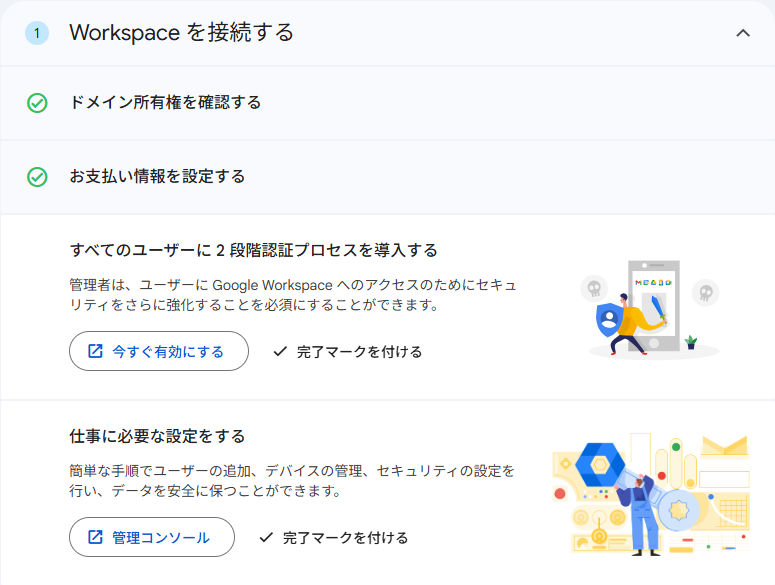 1 Workspace を接続する
ドメイン所有権を確認する
お支払い情報を設定する
すべてのユーザーに 2 段階認証プロセスを導入する
管理者は、ユーザーに Google Workspace へのアクセスのためにセキュ
リティをさらに強化することを必須にすることができます。
今すぐ有効にする 完了マークを付ける
仕事に必要な設定をする
簡単な手順でユーザーの追加、デバイスの管理、セキュリティの設定を
行い、データを安全に保つことができます。
管理コンソール 完了マークを付ける